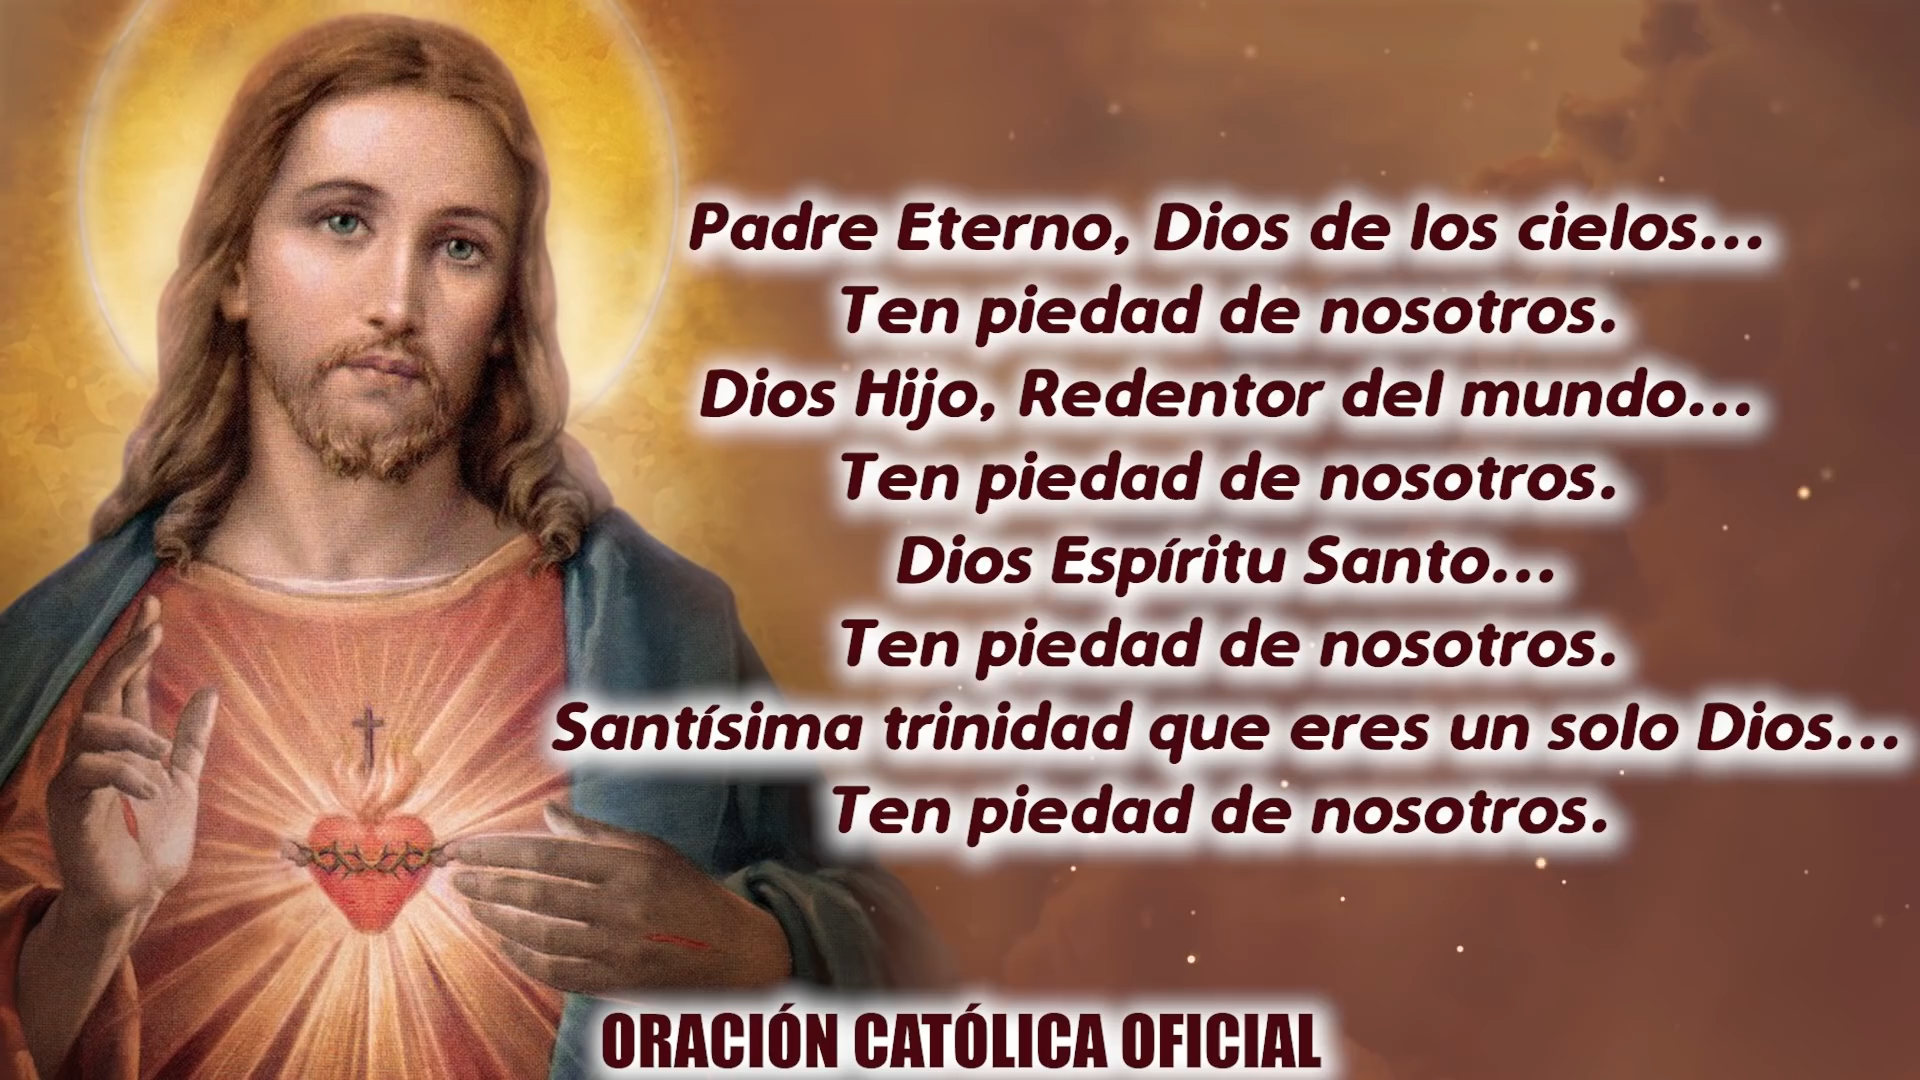 Padre Eterno, Dios de los cielos...
Ten piedad de nosotros.
Dios Hijo, Redentor del mundo...
Ten piedad de nosotros.
Dios Espíritu Santo...
Ten piedad de nosotros.
Santísima trinidad que eres un solo Dios...
Ten piedad de nosotros.
ORACIÓN CATÓLICA OFICIAL